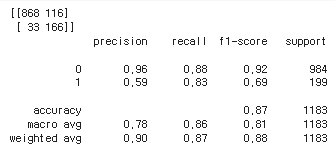 [[868 116]
 [ 33 166]]
precision recall f1-score support
0 0.96 0.88 0.92 984
1 0.59 0.83 0.69 199
accuracy 0.87 1183
macro avg 0.78 0.86 0.81 1183
weighted avg 0.90 0.87 0.88 1183